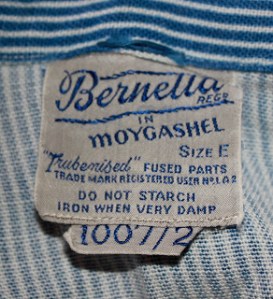 Bernella
REGD
IN
MOYGASHEL
SIZE E
"Trubenised" FUSED PARTS
TRADE MARK REGISTERED USER No. LA2
DO NOT STARCH
IRON WHEN VERY DAMP
1007/2